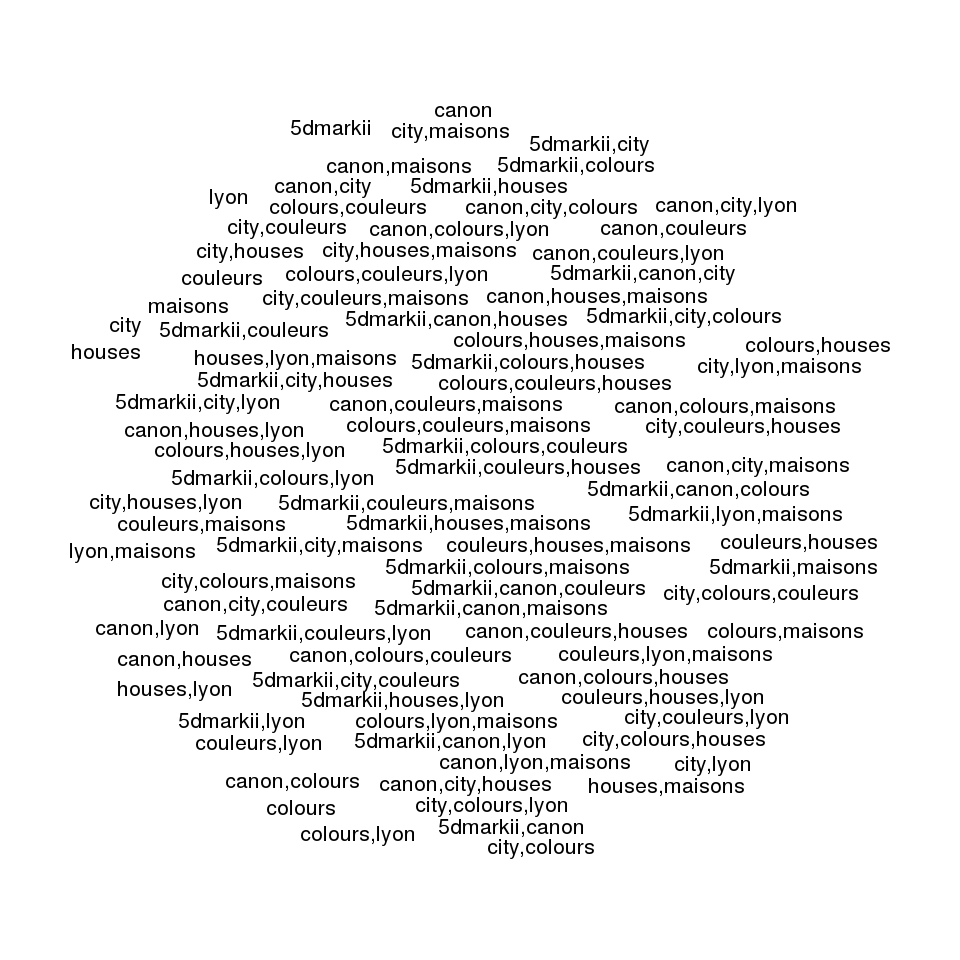 canon
5dmarkii
city,maisons
5dmarkii,city
canon,maisons
5dmarkii,colours
canon,city
5dmarkii,houses
lyon
colours,couleurs
canon,city,colours
canon,city,lyon
city,couleurs
canon,colours,lyon
canon,couleurs
city,houses
city,houses,maisons
canon,couleurs,lyon
couleurs
colours,couleurs,lyon
5dmarkii,canon,city
maisons
city,couleurs,maisons
canon,houses,maisons
city
5dmarkii,couleurs
5dmarkii,canon,houses
5dmarkii,city,colours
houses
colours,houses,maisons
colours,houses
houses,lyon,maisons
5dmarkii,colours,houses
city,lyon,maisons
5dmarkii,city,houses
colours,couleurs,houses
5dmarkii,city,lyon
canon,couleurs,maisons
canon,colours,maisons
canon,houses,lyon
colours,couleurs,maisons
city,couleurs,houses
colours,houses,lyon
5dmarkii,colours,couleurs
5dmarkii,couleurs,houses
canon,city,maisons
5dmarkii,colours,lyon
5dmarkii,canon,colours
city,houses,lyon
5dmarkii,couleurs,maisons
5dmarkii,lyon,maisons
couleurs,maisons
5dmarkii,houses,maisons
lyon,maisons
5dmarkii,city,maisons
couleurs,houses,maisons
couleurs,houses
5dmarkii,colours,maisons
5dmarkii,maisons
city,colours,maisons
5dmarkii,canon,couleurs
city,colours,couleurs
canon,city,couleurs
5dmarkii,canon,maisons
canon,lyon
5dmarkii,couleurs,lyon
canon,couleurs,houses
colours,maisons
canon,houses
canon,colours,couleurs
couleurs,lyon,maisons
houses,lyon
5dmarkii,city,couleurs
canon,colours,houses
5dmarkii,houses,lyon
couleurs,houses,lyon
5dmarkii,lyon
colours,lyon,maisons
city,couleurs,lyon
couleurs,lyon
5dmarkii,canon,lyon
city,colours,houses
canon,lyon,maisons
city,lyon
canon,colours
canon,city,houses
houses,maisons
colours
city,colours,lyon
colours,lyon
5dmarkii,canon
city,colours